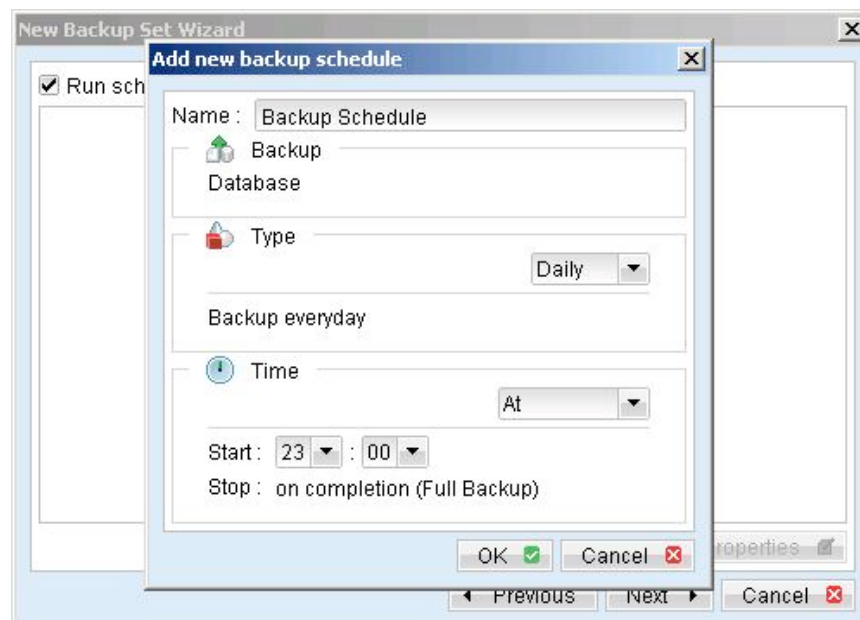 New Backup Set Wizard
Add new backup schedule
Run sch
Name : Backup Schedule
Backup
Database
Type
Daily
Backup everyday
Time
At
Start : 23 : 00
Stop : on completion (Full Backup)
roperties
OK Cancel
Previous Next Cancel